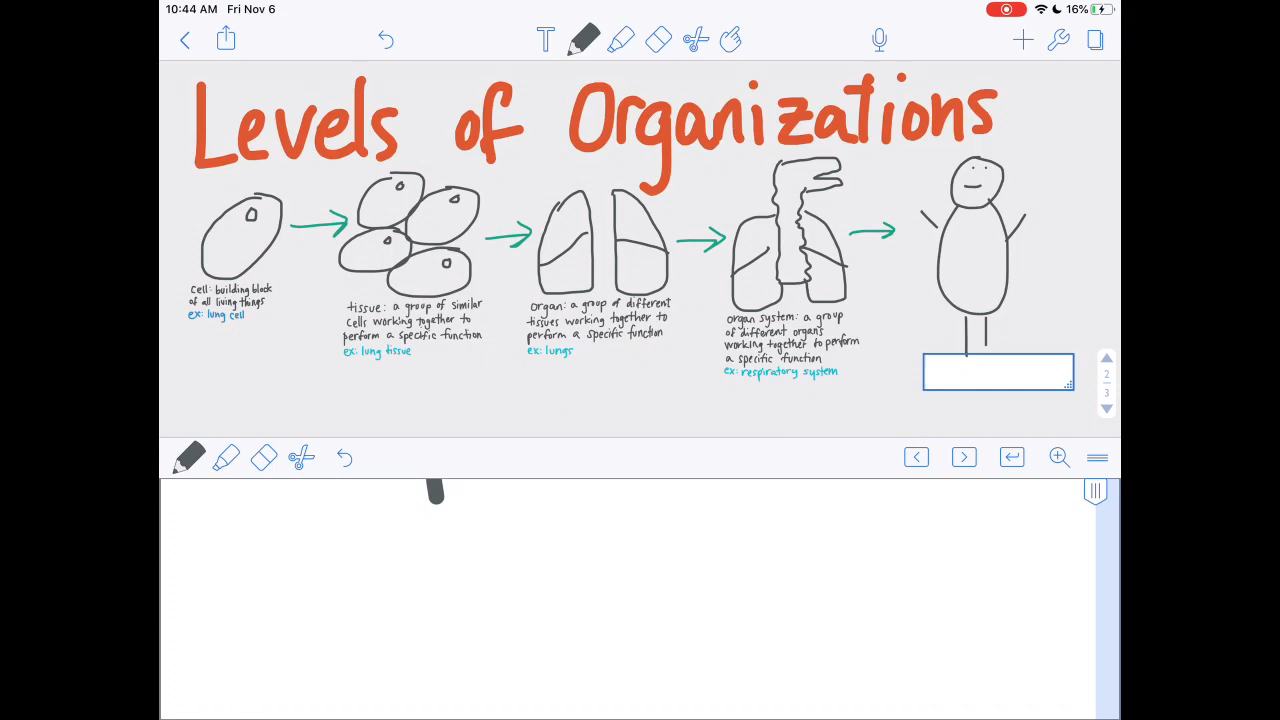 10:44 AM Fri Nov 6
16%
T
Levels of Organizations
Cell: building block
of all living things
ex: lung cell
tissue: a group of similar
cells working together to
perform a specific function
ex: lung tissue
Organ: a group of different
tissues working together to
perform a specific function
ex: lungs
Organ system: a group
of different organs
working together to perform
a specific function
ex: respiratory system
2
3